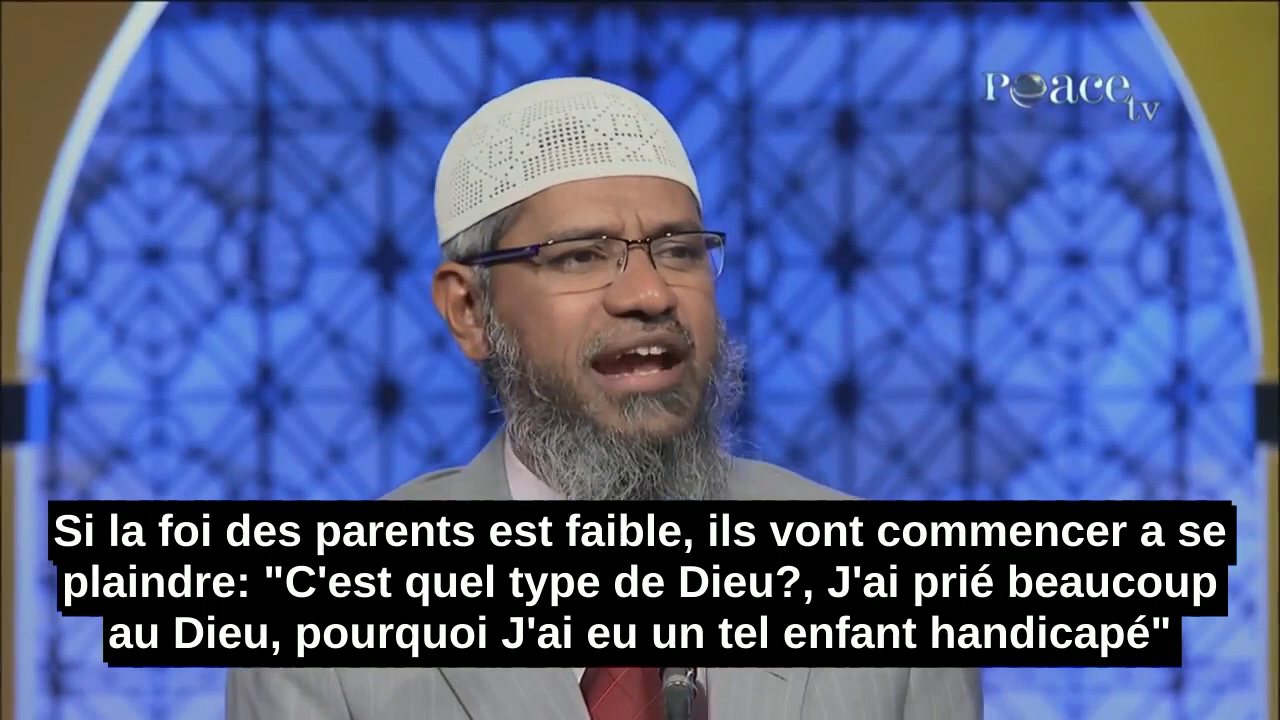 Peace
tv
Si la foi des parents est faible, ils vont commencer a se
plaindre: "C'est quel type de Dieu?, J'ai prié beaucoup
au Dieu, pourquoi J'ai eu un tel enfant handicapé"